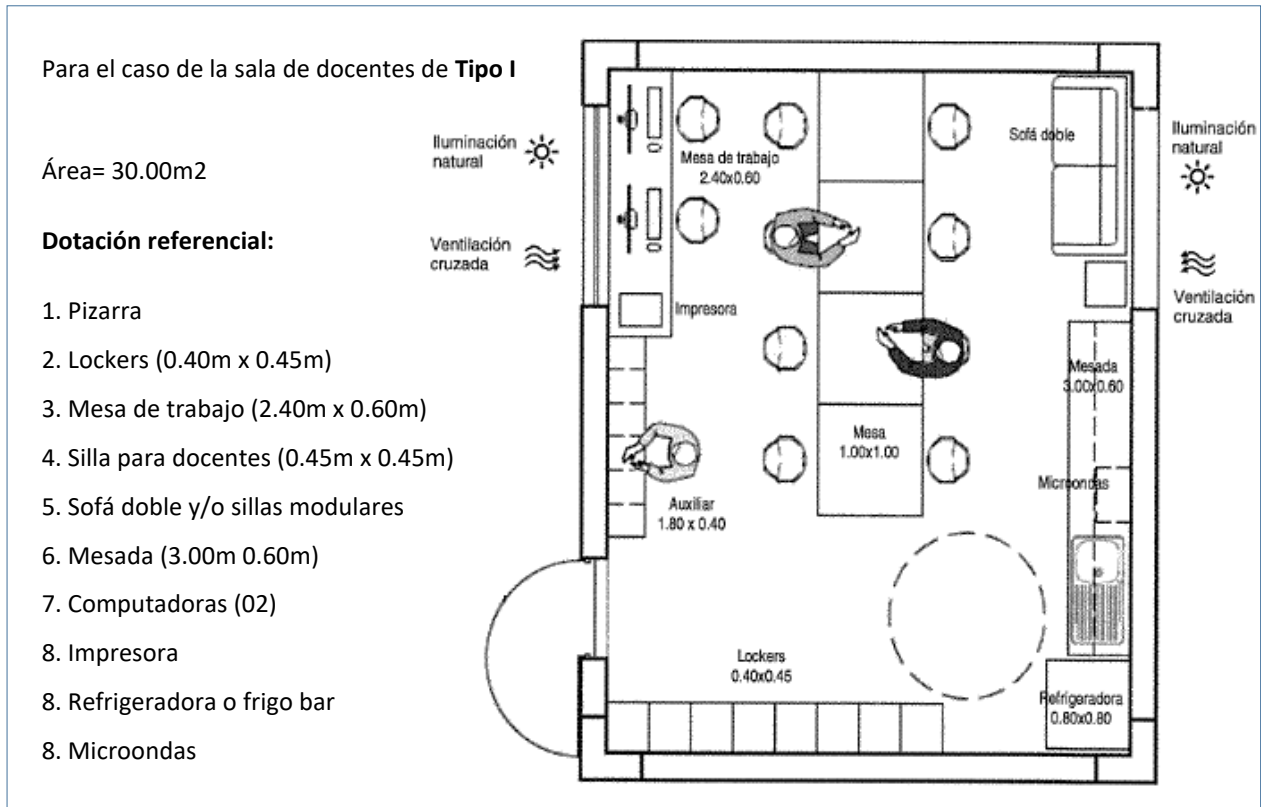 Para el caso de la sala de docentes de Tipo I
Área= 30.00m2
Dotación referencial:
1. Pizarra
2. Lockers (0.40m x 0.45m)
3. Mesa de trabajo (2.40m x 0.60m)
4. Silla para docentes (0.45m x 0.45m)
5. Sofá doble y/o sillas modulares
6. Mesada (3.00m 0.60m)
7. Computadoras (02)
8. Impresora
8. Refrigeradora o frigo bar
8. Microondas
Iluminación
natural
Ventilación
cruzada
Mesa de trabajo
2.40x0.60
Impresora
Sofá doble
Iluminación
natural
Ventilación
cruzada
Mesada
3.00x0.60
Mesa
1.00x1.00
Microondas
Auxiliar
1.80 x 0.40
Lockers
0.40x0.45
Refrigeradora
0.80x0.80